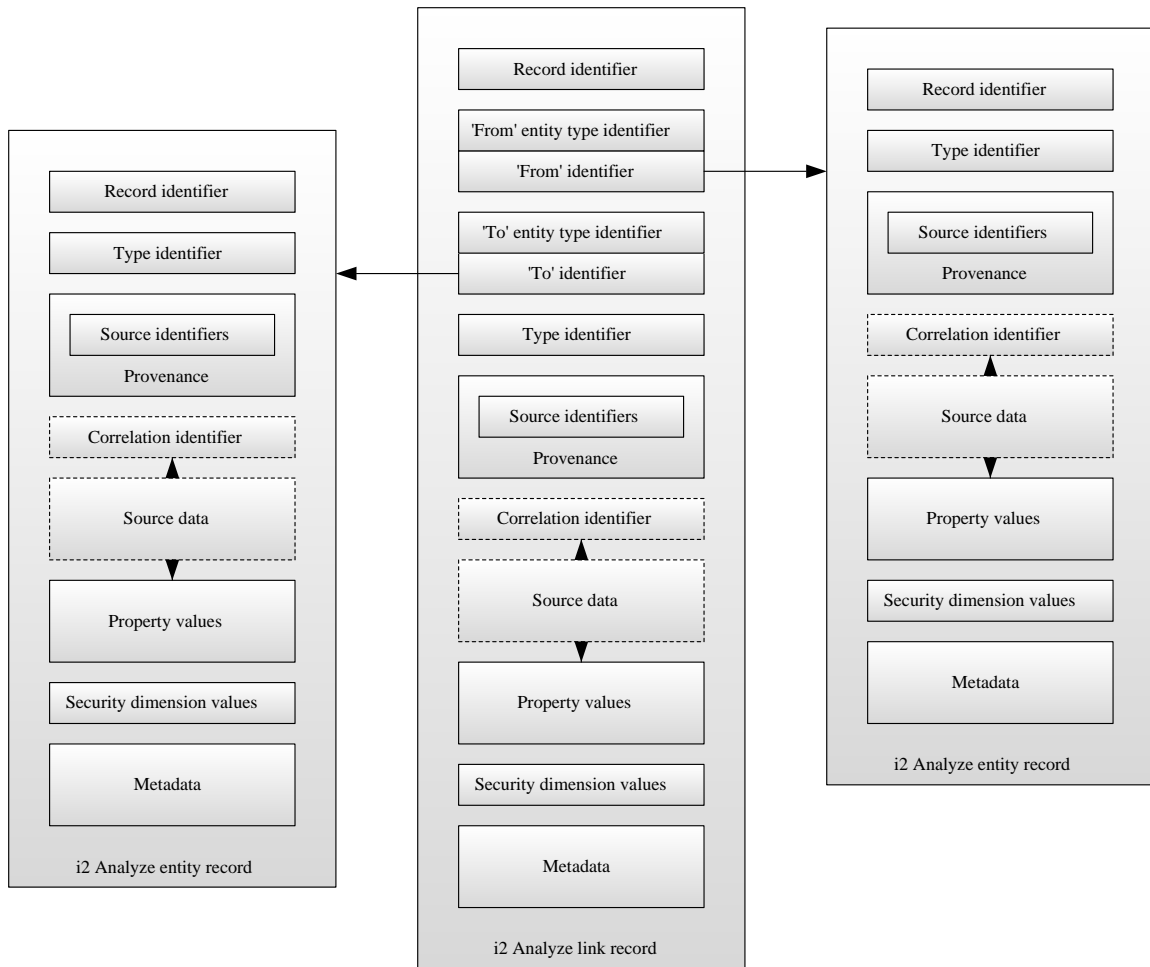 Record identifier
Type identifier
Source identifiers
Provenance
Correlation identifier
Source data
Property values
Security dimension values
Metadata
i2 Analyze entity record
Record identifier
'From' entity type identifier
'From' identifier
'To' entity type identifier
'To' identifier
Type identifier
Source identifiers
Provenance
Correlation identifier
Source data
Property values
Security dimension values
Metadata
i2 Analyze link record
Record identifier
Type identifier
Source identifiers
Provenance
Correlation identifier
Source data
Property values
Security dimension values
Metadata
i2 Analyze entity record